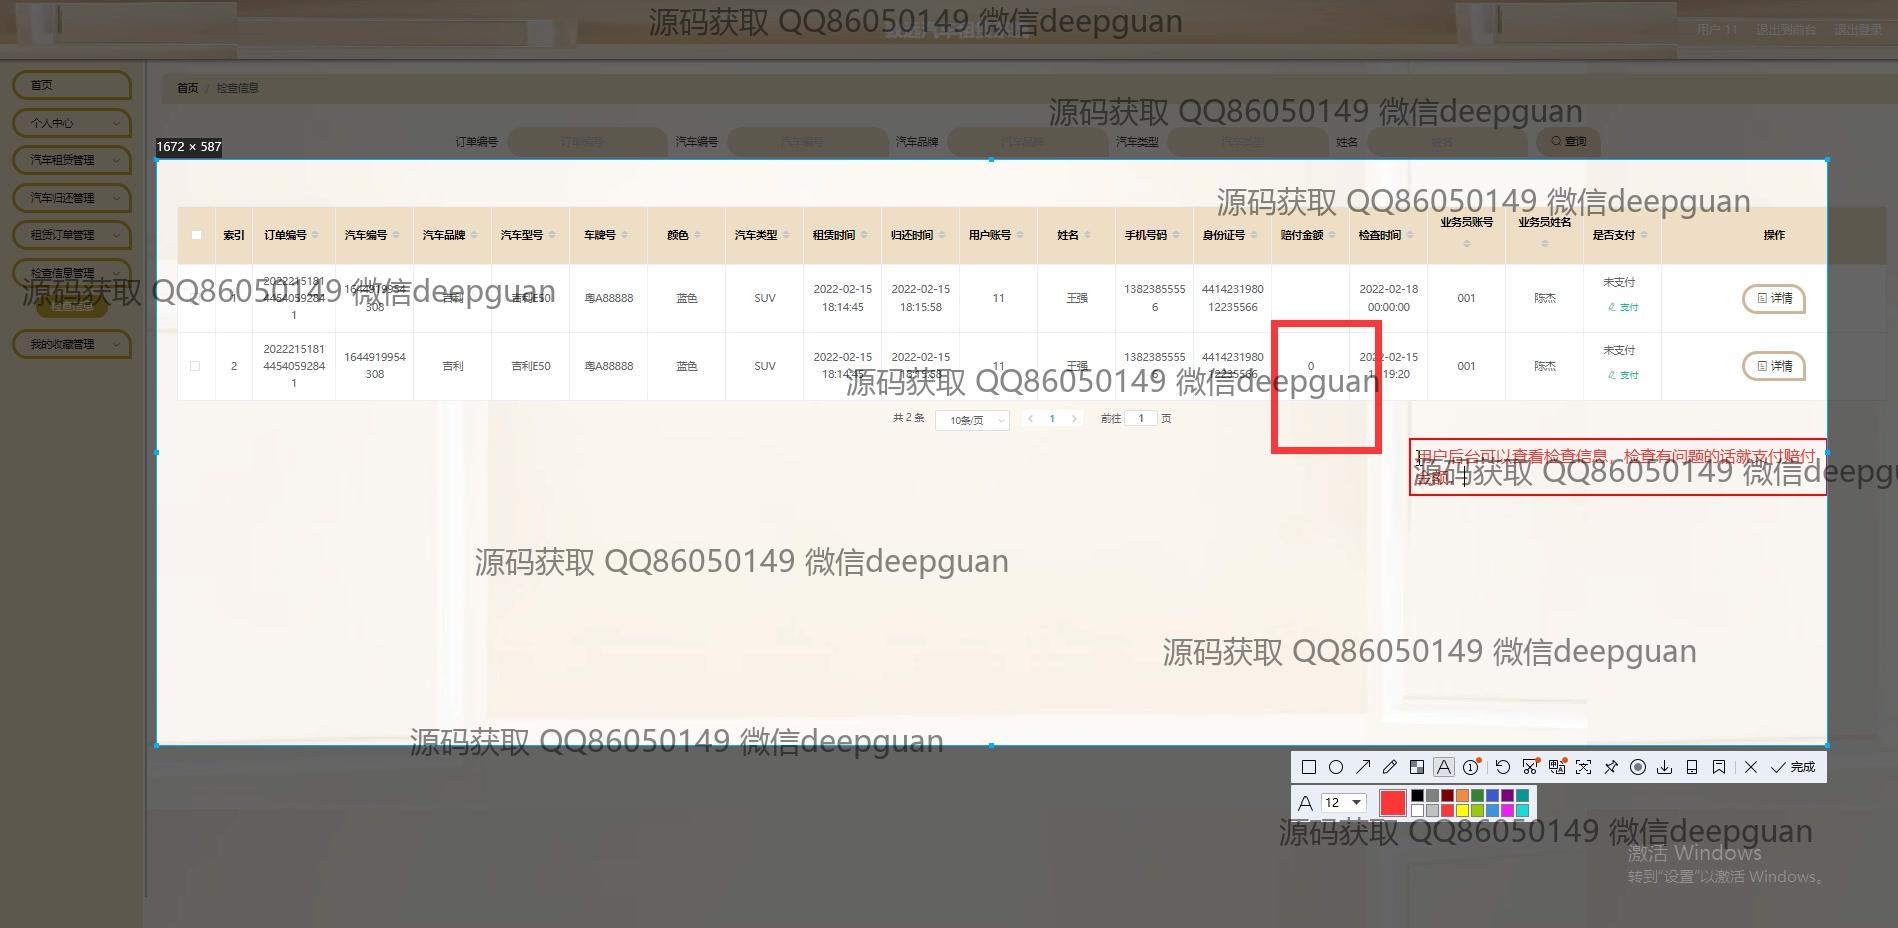 源码获取 QQ86050149 微信deepguan
用户 11 退出到前台 退出登录
首页
个人中心
汽车租赁管理
汽车归还管理
租赁订单管理
检查信息管理
检查信息
我的收藏管理
首页 / 检查信息
源码获取 QQ86050149 微信deepguan
订单编号 订单编号 汽车编号 汽车编号 汽车品牌 汽车品牌 汽车类型 汽车类型 姓名 姓名 查询
1672 × 587
源码获取 QQ86050149 微信deepguan
索引 订单编号 汽车编号 汽车品牌 汽车型号 车牌号 颜色 汽车类型 租赁时间 归还时间 用户账号 姓名 手机号码 身份证号 赔付金额 检查时间 业务员账号 业务员姓名 是否支付 操作
源码获取 QQ86050149 微信deepguan
1 2022215181 4454059284 1 1644919954 308 吉利 吉利E50 粤A88888 蓝色 SUV 2022-02-15 18:14:45 2022-02-15 18:15:58 11 王强 1382385555 6 4414231980 12235566 2022-02-18 00:00:00 001 陈杰 未支付 支付 详情
2 2022215181 4454059284 1 1644919954 308 吉利 吉利E50 粤A88888 蓝色 SUV 2022-02-15 18:14:45 2022-02-15 18:15:58 11 王强 1382385555 6 4414231980 12235566 0 2022-02-15 :19:20 001 陈杰 未支付 支付 详情
源码获取 QQ86050149 微信deepguan
共 2 条 10条/页 1 前往 1 页
用户后台可以查看检查信息，检查有问题的话就支付赔付
金额。
源码获取 QQ86050149 微信deepg
源码获取 QQ86050149 微信deepguan
源码获取 QQ86050149 微信deepguan
源码获取 QQ86050149 微信deepguan
完成
A 12
源码获取 QQ86050149 微信deepguan
激活 Windows
转到“设置”以激活 Windows。